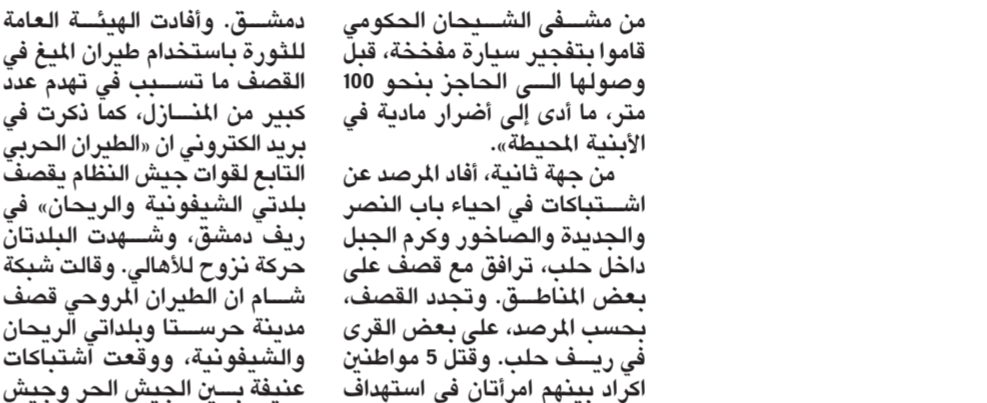 من مشفى الشيحان الحكومي
قاموا بتفجير سيارة مفخخة، قبل
وصولها الى الحاجز بنحو 100
متر، ما أدى إلى أضرار مادية في
الأبنية المحيطة».
من جهة ثانية، أفاد المرصد عن
اشتباكات في احياء باب النصر
والجديدة والصاخور وكرم الجبل
داخل حلب، ترافق مع قصف على
بعض المناطق. وتجدد القصف،
بحسب المرصد، على بعض القرى
في ريف حلب. وقتل 5 مواطنين
اكراد بينهم امرأتان في استهداف
دمشق. وأفادت الهيئة العامة
للثورة باستخدام طيران الميغ في
القصف ما تسبب في تهدم عدد
كبير من المنازل، كما ذكرت في
بريد الكتروني ان «الطيران الحربي
التابع لقوات جيش النظام يقصف
بلدتي الشيفونية والريحان» في
ريف دمشق، وشهدت البلدتان
حركة نزوح للأهالي. وقالت شبكة
شام ان الطيران المروحي قصف
مدينة حرستا وبلداتي الريحان
والشيفونية، ووقعت اشتباكات
عنيفة بين الجيش الحر وجيش